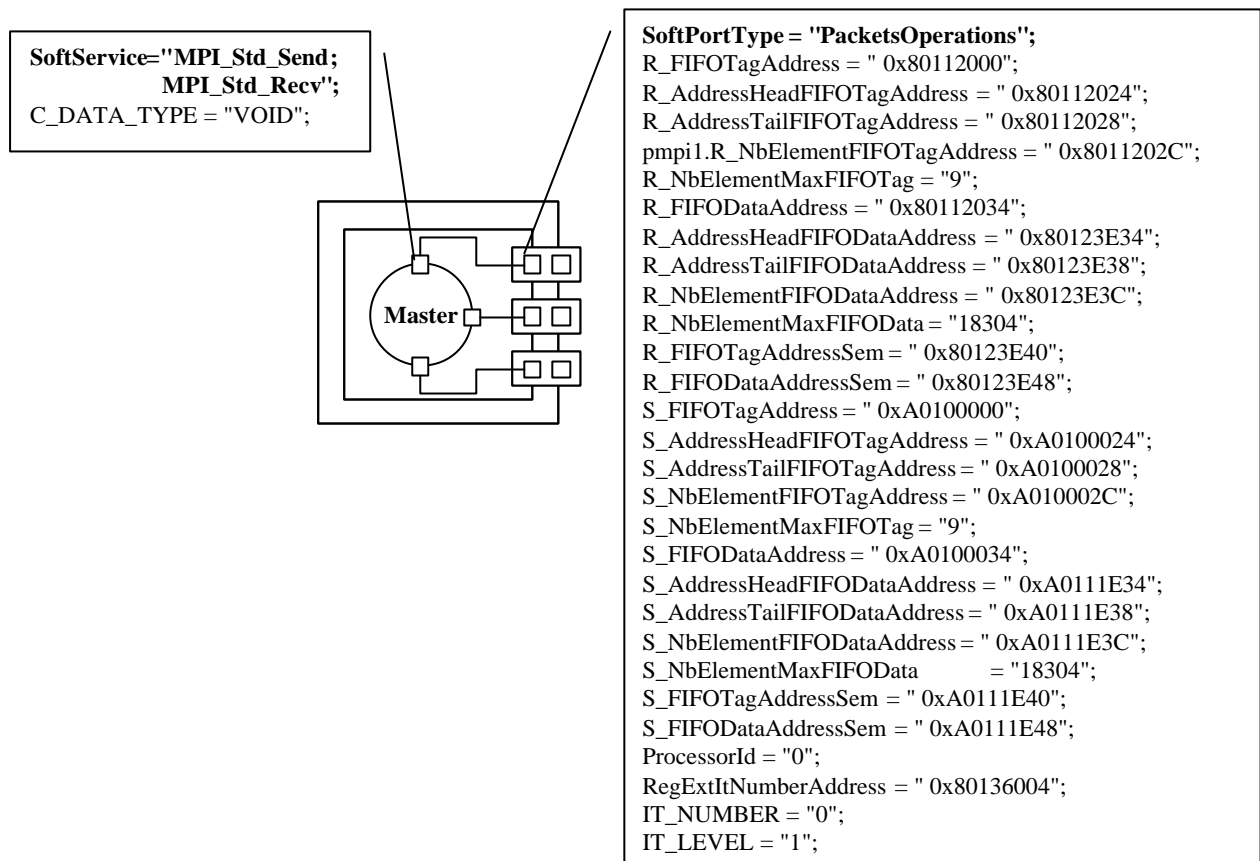 SoftService="MPI_Std_Send;
MPI_Std_Recv";
C_DATA_TYPE = "VOID";
Master
SoftPortType = "PacketsOperations";
R_FIFOTagAddress = " 0x80112000";
R_AddressHeadFIFOTagAddress = " 0x80112024";
R_AddressTailFIFOTagAddress = " 0x80112028";
pmpi1.R_NbElementFIFOTagAddress = " 0x8011202C";
R_NbElementMaxFIFOTag = "9";
R_FIFODataAddress = " 0x80112034";
R_AddressHeadFIFODataAddress = " 0x80123E34";
R_AddressTailFIFODataAddress = " 0x80123E38";
R_NbElementFIFODataAddress = " 0x80123E3C";
R_NbElementMaxFIFOData = "18304";
R_FIFOTagAddressSem = " 0x80123E40";
R_FIFODataAddressSem = " 0x80123E48";
S_FIFOTagAddress = " 0xA0100000";
S_AddressHeadFIFOTagAddress = " 0xA0100024";
S_AddressTailFIFOTagAddress = " 0xA0100028";
S_NbElementFIFOTagAddress = " 0xA010002C";
S_NbElementMaxFIFOTag = "9";
S_FIFODataAddress = " 0xA0100034";
S_AddressHeadFIFODataAddress = " 0xA0111E34";
S_AddressTailFIFODataAddress = " 0xA0111E38";
S_NbElementFIFODataAddress = " 0xA0111E3C";
S_NbElementMaxFIFOData = "18304";
S_FIFOTagAddressSem = " 0xA0111E40";
S_FIFODataAddressSem = " 0xA0111E48";
ProcessorId = "0";
RegExtItNumberAddress = " 0x80136004";
IT_NUMBER = "0";
IT_LEVEL = "1";